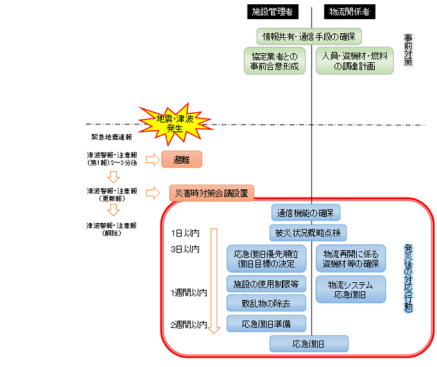 施設管理者 物流関係者
情報共有・通信手段の確保
協定業者との
事前合意形成
人員・資機材・燃料
の調達計画
事前対策
地震・津波
発生
緊急地震速報
津波警報・注意報
(第1報)2~3分後
避難
津波警報・注意報
(更新報)
災害時対策会議設置
津波警報・注意報
(解除)
通信機能の確保
1日以内
被災状況概略点検
3日以内
応急復旧優先順位
復旧目標の決定
物流再開に係る
資機材等の確保
発災後の対応(行動)
施設の使用制限等
物流システム
応急復旧
1週間以内
散乱物の除去
2週間以内
応急復旧準備
応急復旧